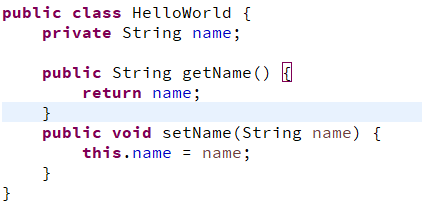 public class HelloWorld {
    private String name;

    public String getName() {
        return name;
    }
    public void setName(String name) {
        this.name = name;
    }
}